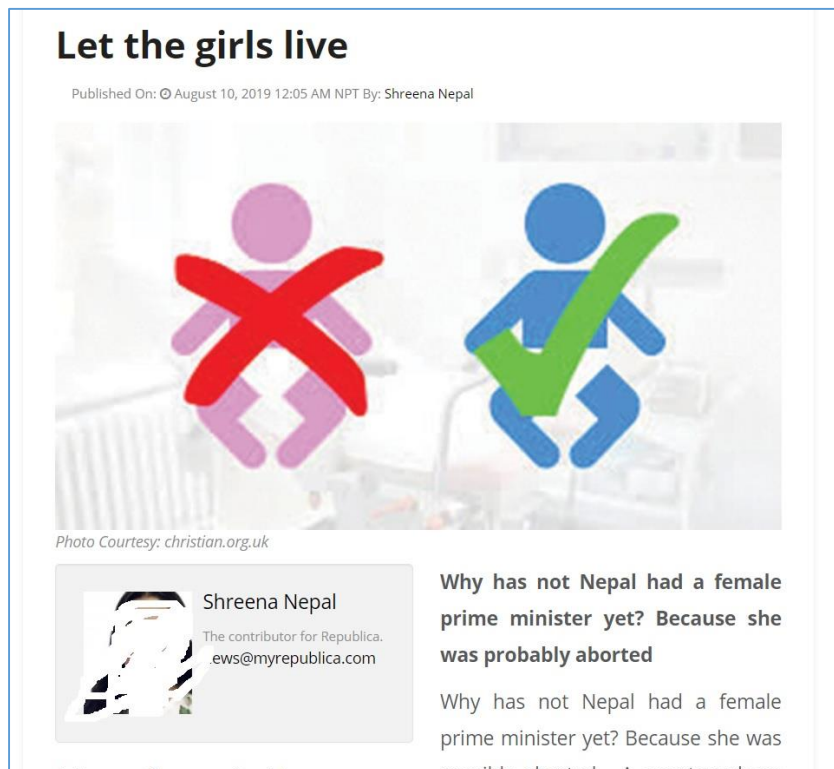 Let the girls live
Published On: August 10, 2019 12:05 AM NPT By: Shreena Nepal
Photo Courtesy: christian.org.uk
Shreena Nepal
The contributor for Republica.
ews@myrepublica.com
Why has not Nepal had a female
prime minister yet? Because she
was probably aborted
Why has not Nepal had a female
prime minister yet? Because she was